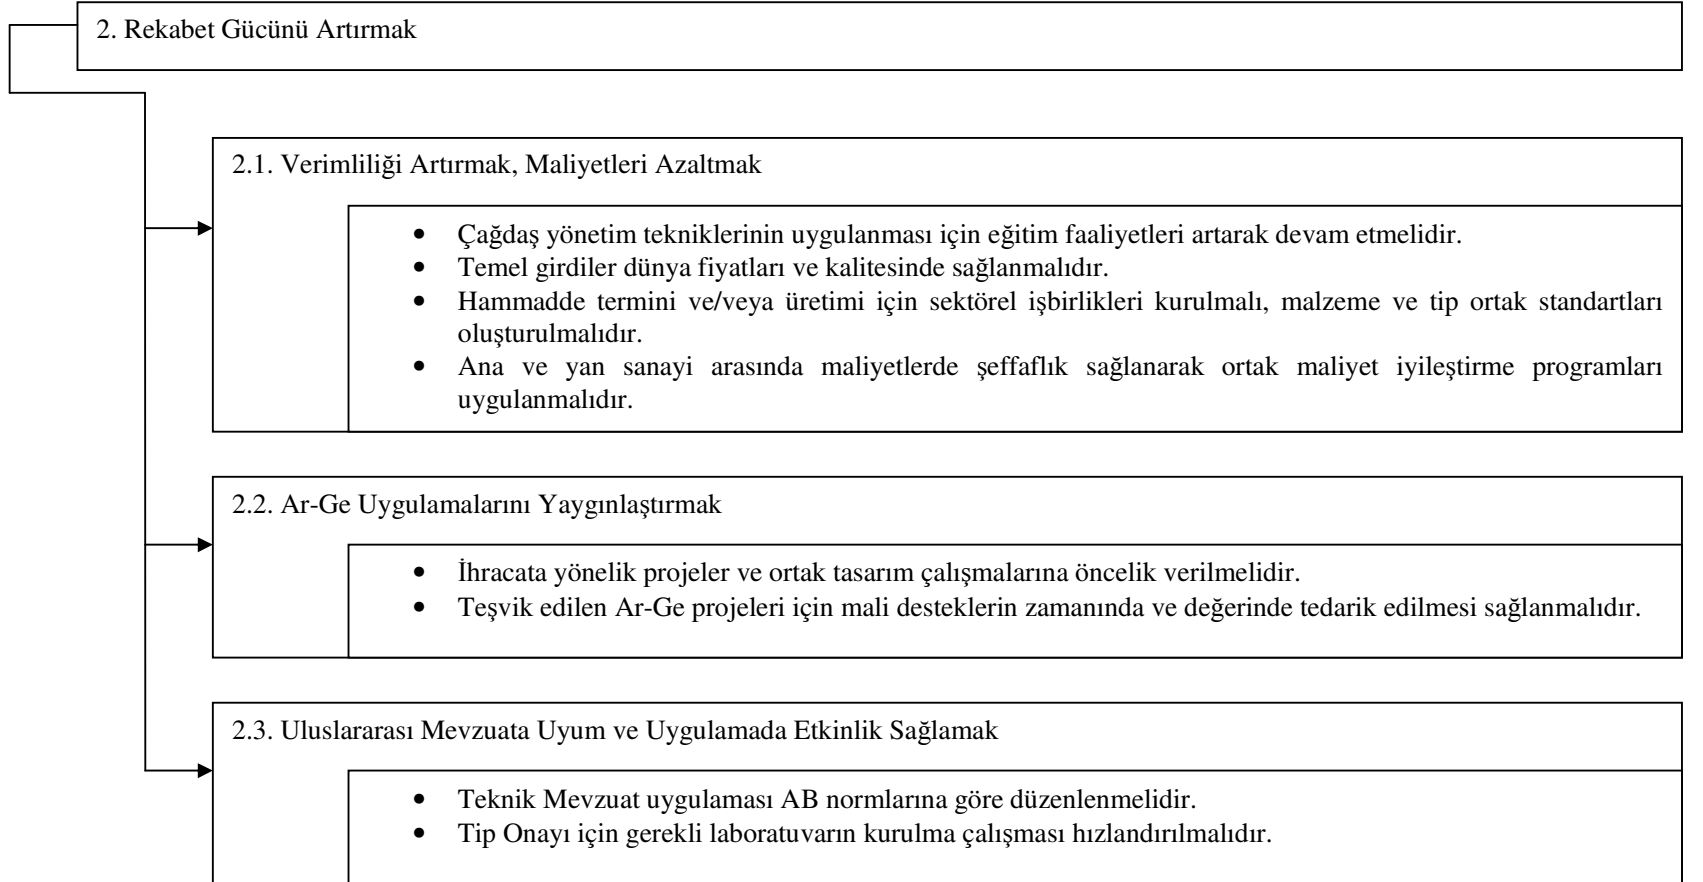 2. Rekabet Gücünü Artırmak
2.1. Verimliliği Artırmak, Maliyetleri Azaltmak
• Çağdaş yönetim tekniklerinin uygulanması için eğitim faaliyetleri artarak devam etmelidir.
• Temel girdiler dünya fiyatları ve kalitesinde sağlanmalıdır.
• Hammadde termini ve/veya üretimi için sektörel işbirlikleri kurulmalı, malzeme ve tip ortak standartları
oluşturulmalıdır.
• Ana ve yan sanayi arasında maliyetlerde şeffaflık sağlanarak ortak maliyet iyileştirme programları
uygulanmalıdır.
2.2. Ar-Ge Uygulamalarını Yaygınlaştırmak
• İhracata yönelik projeler ve ortak tasarım çalışmalarına öncelik verilmelidir.
• Teşvik edilen Ar-Ge projeleri için mali desteklerin zamanında ve değerinde tedarik edilmesi sağlanmalıdır.
2.3. Uluslararası Mevzuata Uyum ve Uygulamada Etkinlik Sağlamak
• Teknik Mevzuat uygulaması AB normlarına göre düzenlenmelidir.
• Tip Onayı için gerekli laboratuvarın kurulma çalışması hızlandırılmalıdır.